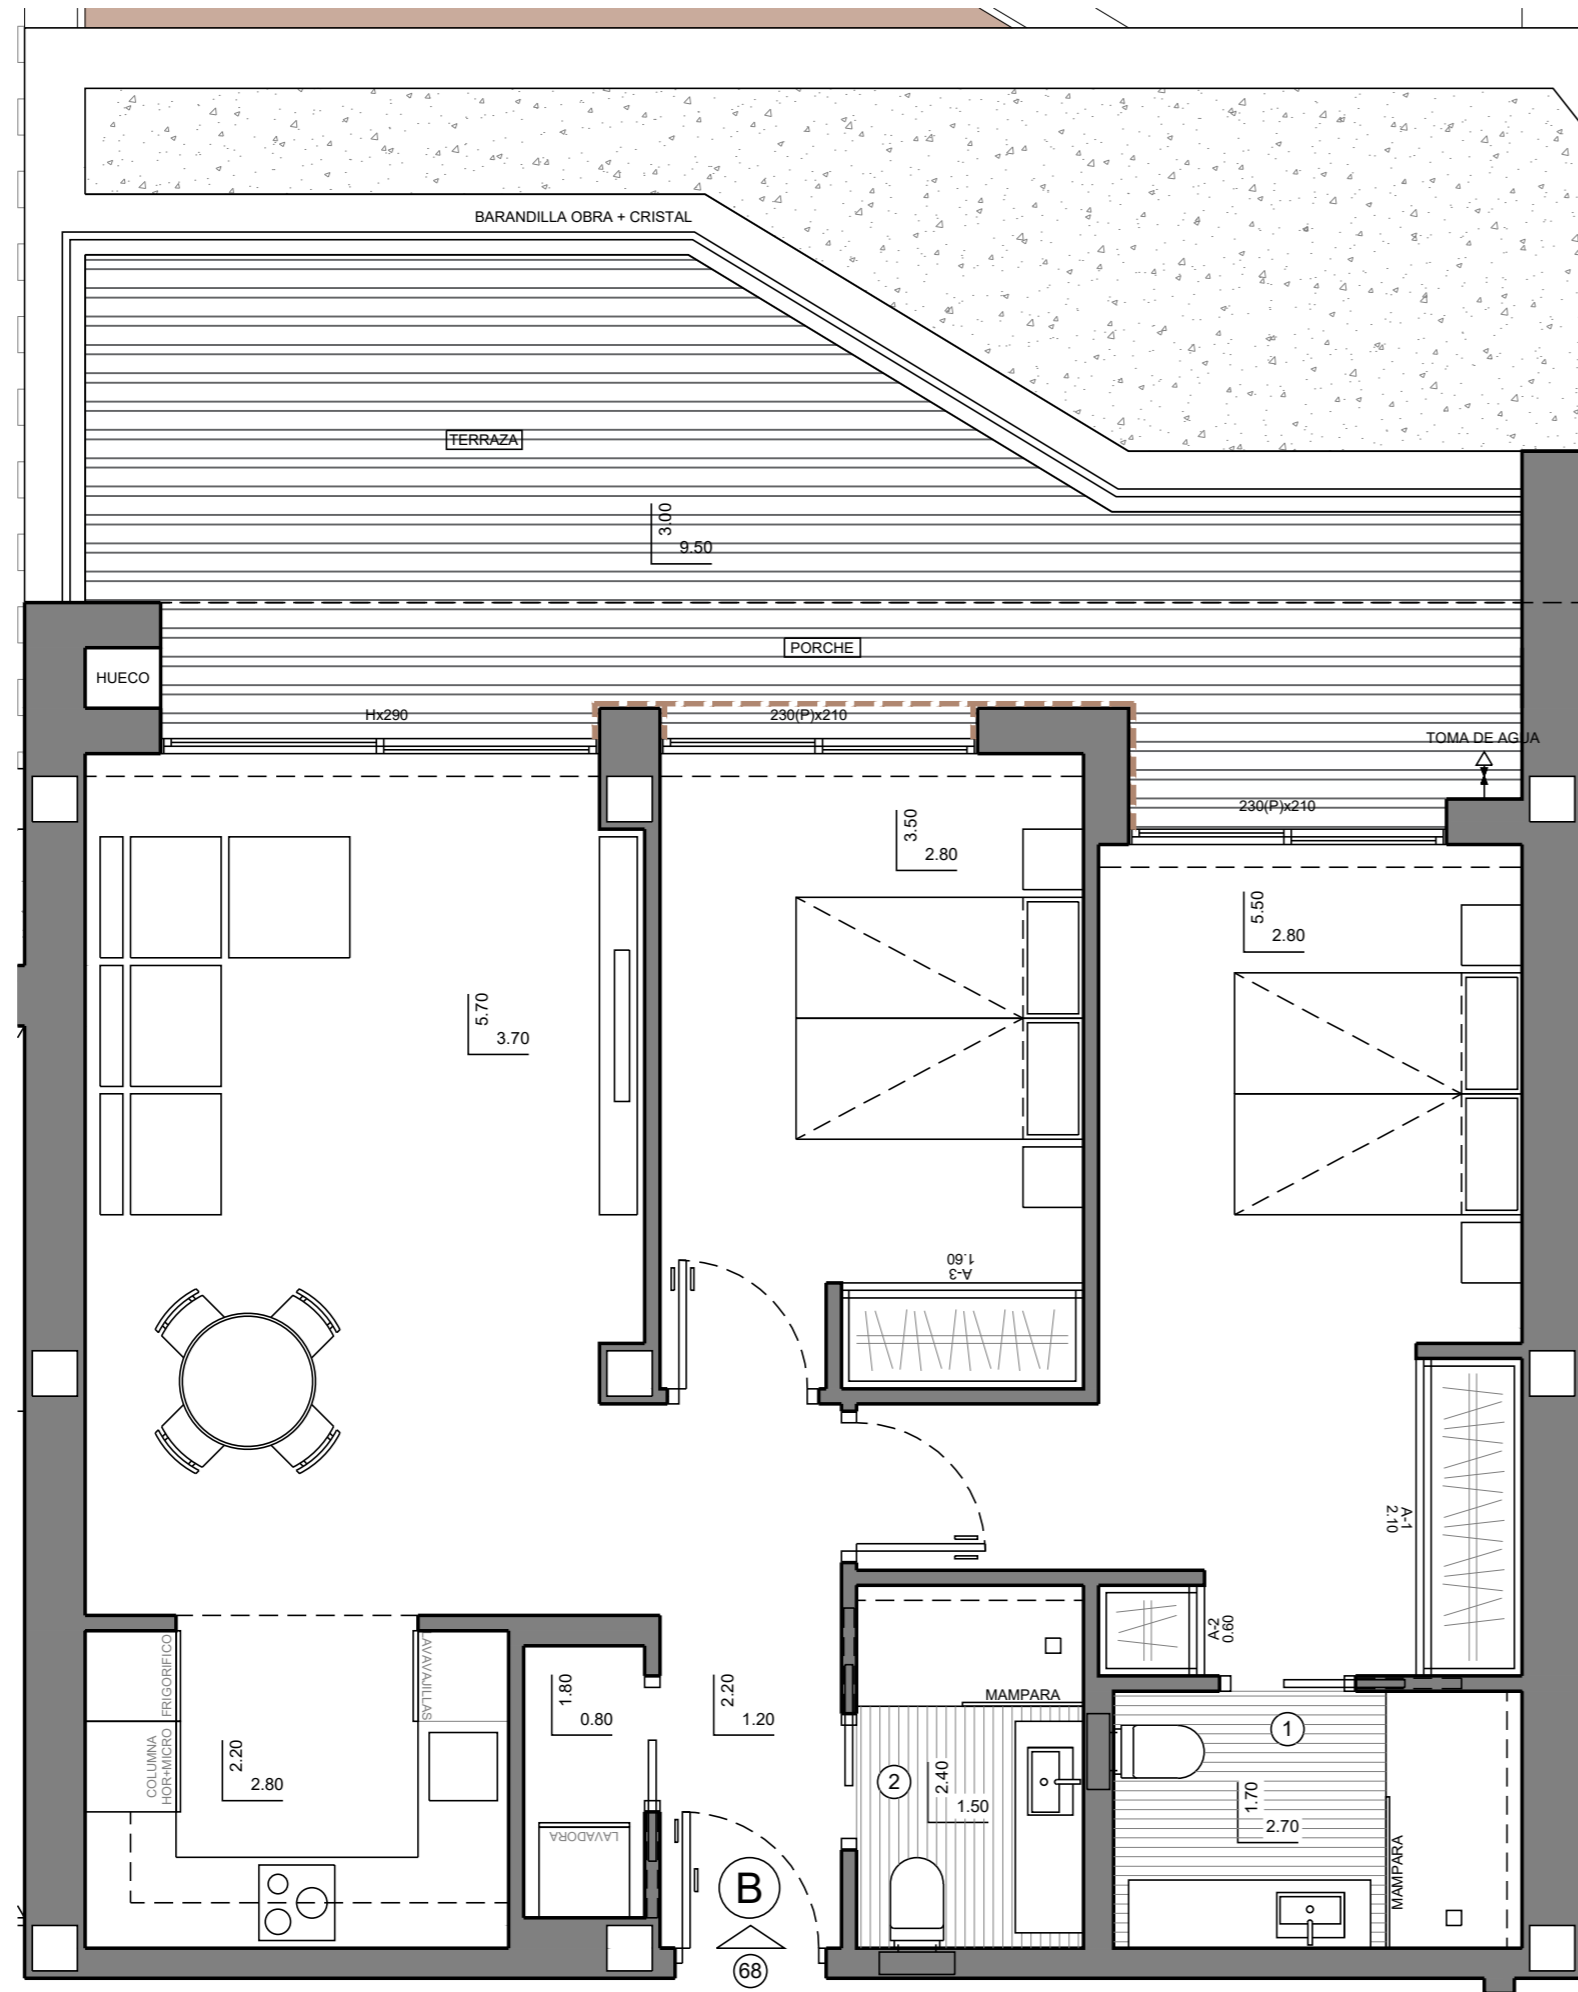 BARANDILLA OBRA + CRISTAL
TERRAZA
3.00
9.50
PORCHE
HUECO
Hx290
230(P)x210
TOMA DE AGUA
230(P)x210
3.50
2.80
5.50
2.80
5.70
3.70
A-3
1.60
A-1
2.10
A-2
0.60
FRIGORIFICO
LAVAVAJILLAS
COLUMNA
HOR+MICRO
2.20
2.80
1.80
0.80
LAVADORA
2.20
1.20
MAMPARA
2
2.40
1.50
1
1.70
2.70
MAMPARA
B
68